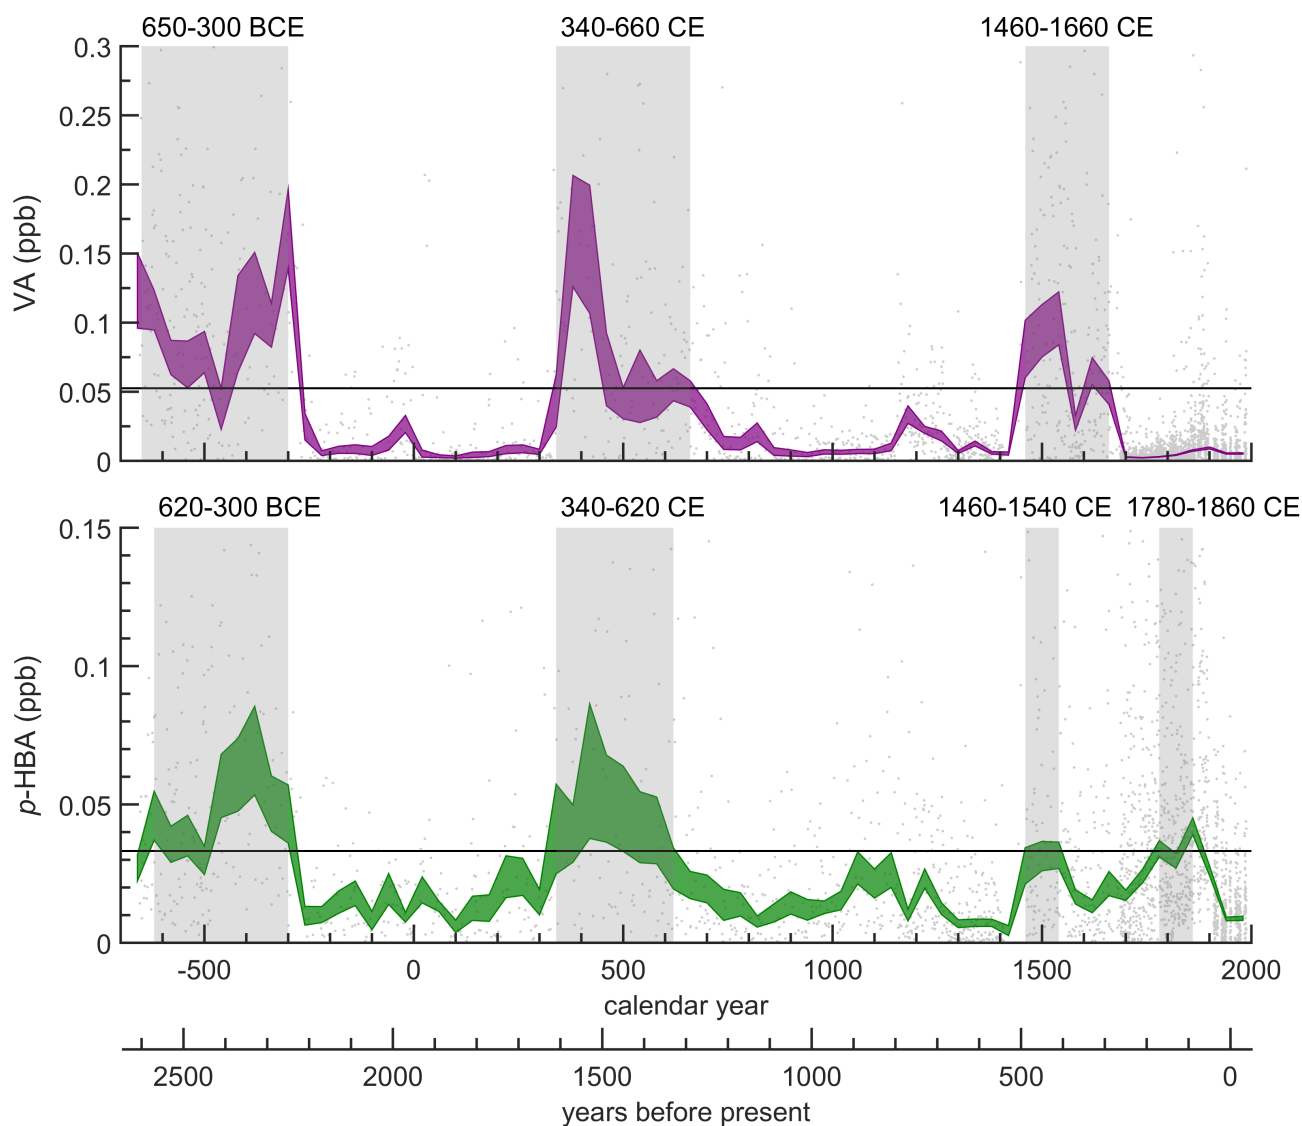 650-300 BCE 340-660 CE 1460-1660 CE
0.3
0.25
0.2
0.15
0.1
0.05
0
VA (ppb)
620-300 BCE 340-620 CE 1460-1540 CE 1780-1860 CE
0.15
0.1
0.05
0
p-HBA (ppb)
-500 0 500 1000 1500 2000
calendar year
2500 2000 1500 1000 500 0
years before present